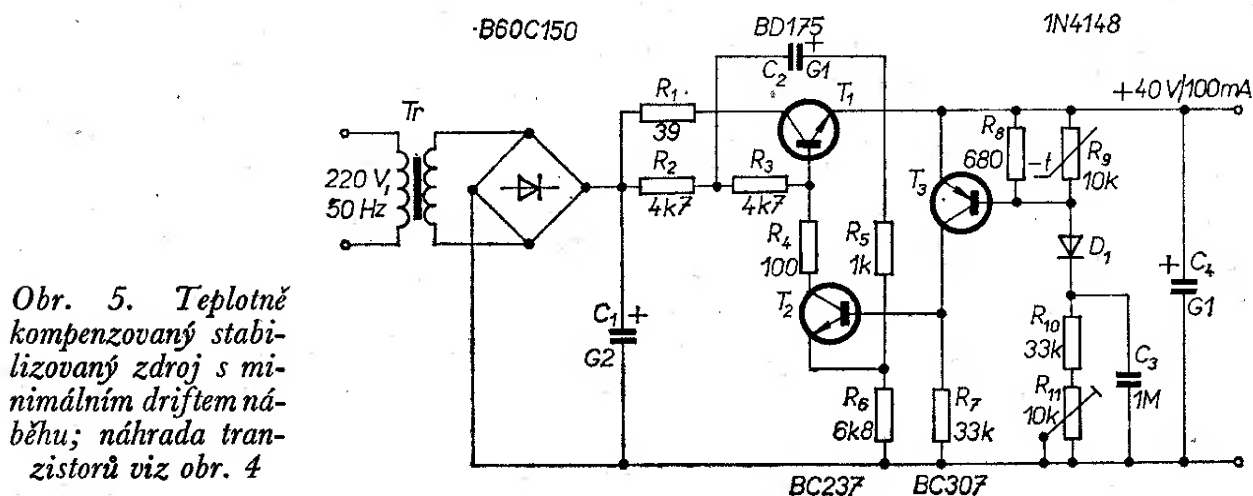 B60C150
BD175
1N4148
C2
+
G1
T1
+40V/100mA
Tr
R1
39
R8
680
-t
R9
10k
220 V,
50 Hz
R2
4k7
R3
4k7
T3
R4
100
R5
1k
D1
+
C4
G1
T2
C1
+
G2
R10
33k
C3
1M
R6
6k8
R7
33k
R11
10k
BC237
BC307
Obr. 5. Teplotně
kompenzovaný stabi-
lizovaný zdroj s mi-
nimálním driftem ná-
běhu; náhrada tran-
zistorů viz obr. 4